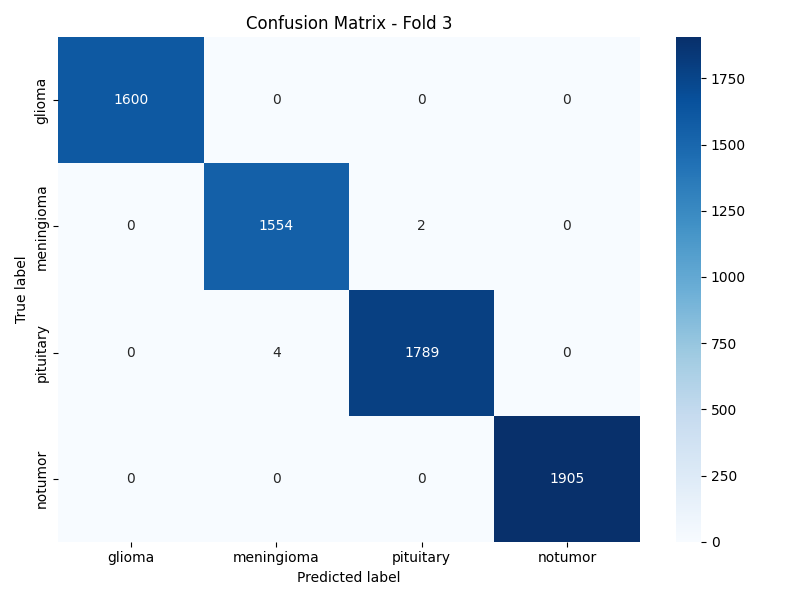 Confusion Matrix - Fold 3
True label
glioma
1600 0 0 0
meningioma
0 1554 2 0
pituitary
0 4 1789 0
notumor
0 0 0 1905
glioma meningioma pituitary notumor
Predicted label
1750
1500
1250
1000
750
500
250
0